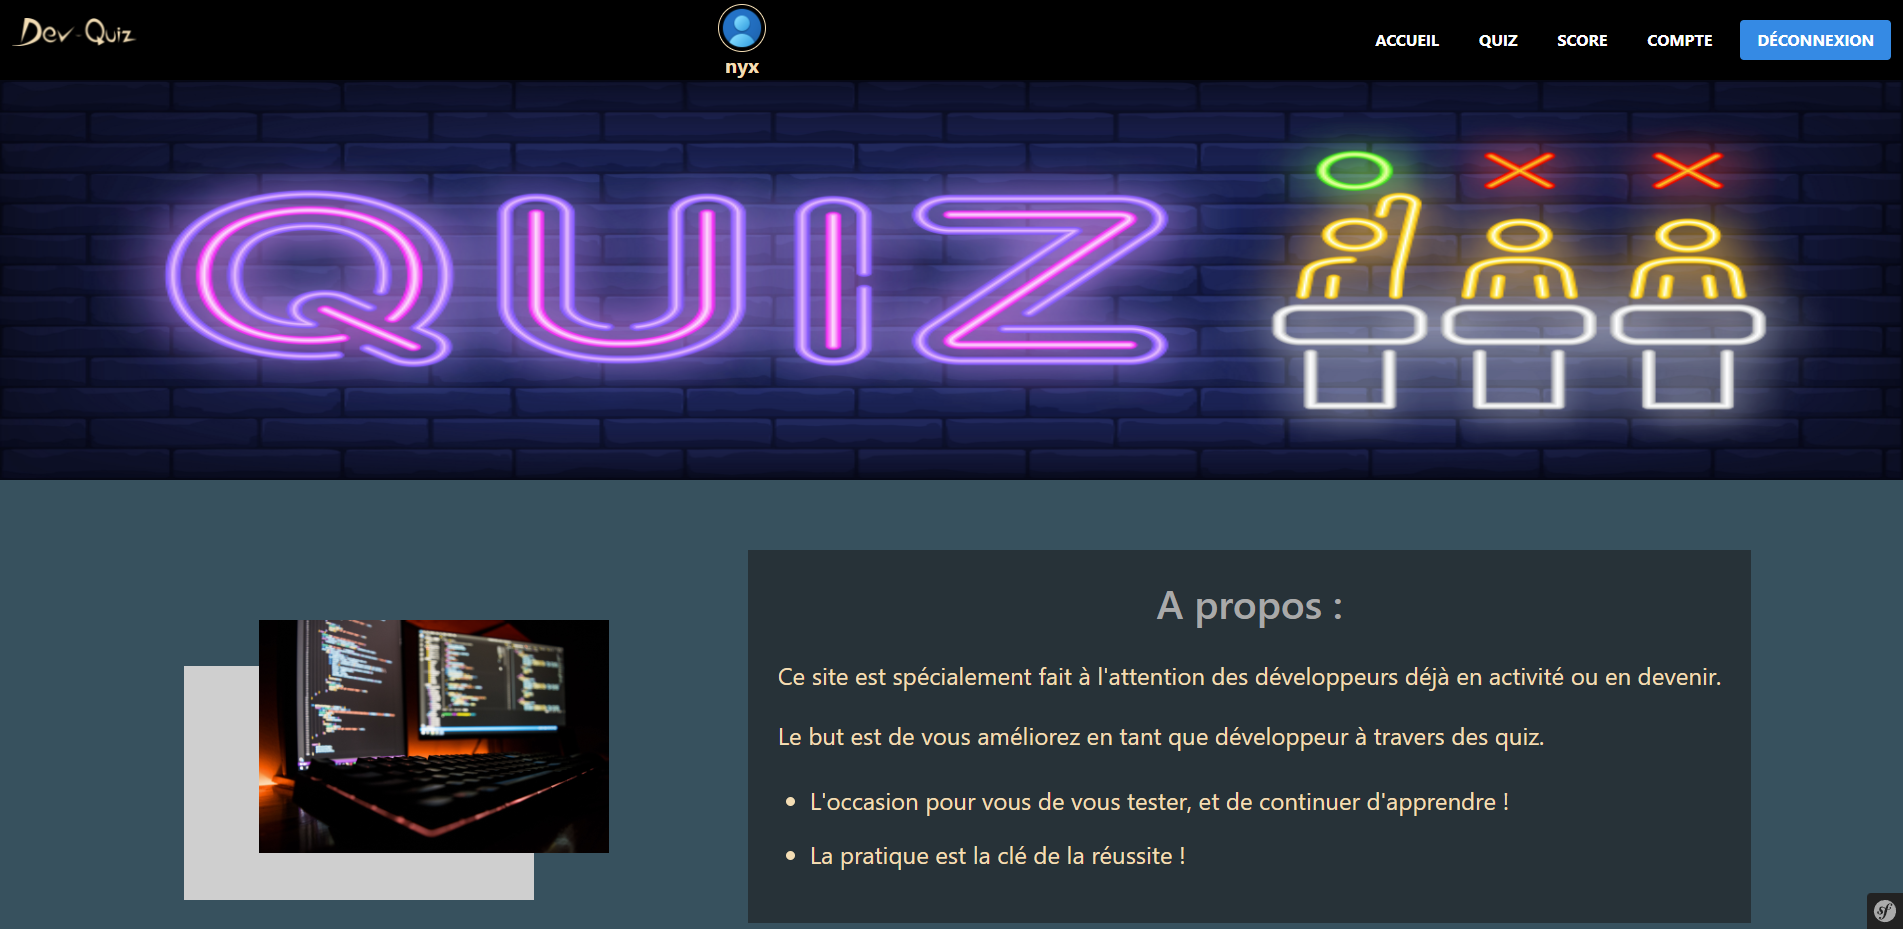 Dev-Quiz
nyx
ACCUEIL QUIZ SCORE COMPTE DÉCONNEXION
QUIZ
A propos :
Ce site est spécialement fait à l'attention des développeurs déjà en activité ou en devenir.
Le but est de vous améliorez en tant que développeur à travers des quiz.
L'occasion pour vous de vous tester, et de continuer d'apprendre !
La pratique est la clé de la réussite !
sf